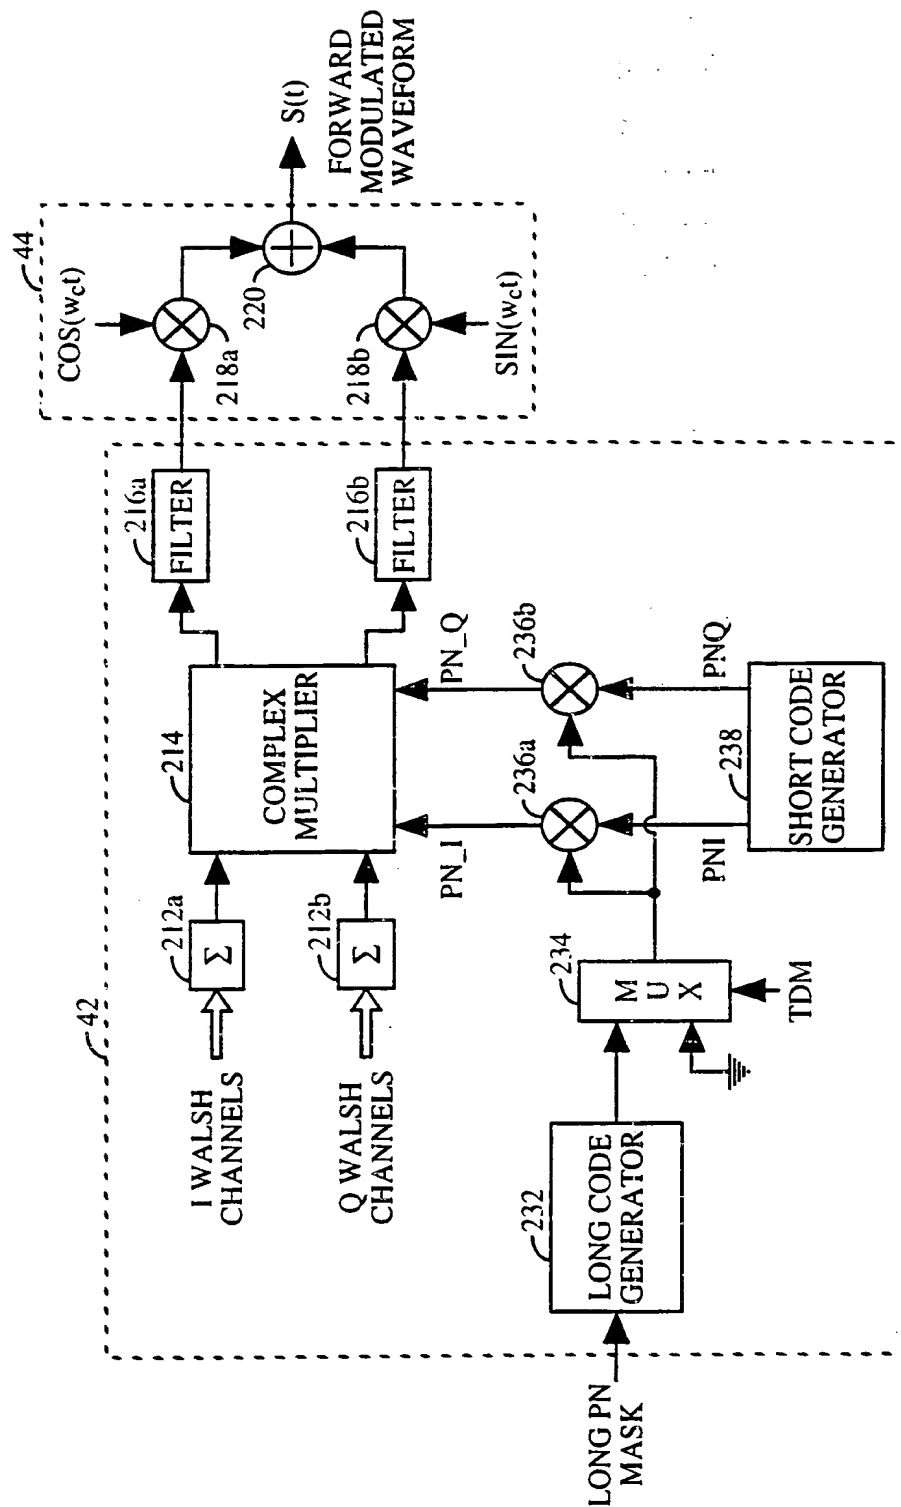 42
44
I WALSH
CHANNELS
212a
Σ
Q WALSH
CHANNELS
212b
Σ
214
COMPLEX
MULTIPLIER
216a
FILTER
216b
FILTER
COS(wct)
218a
218b
SIN(wct)
220
S(t)
FORWARD
MODULATED
WAVEFORM
PN_I
PN_Q
236a
236b
LONG PN
MASK
232
LONG CODE
GENERATOR
234
M
U
X
TDM
PNI
PNQ
238
SHORT CODE
GENERATOR